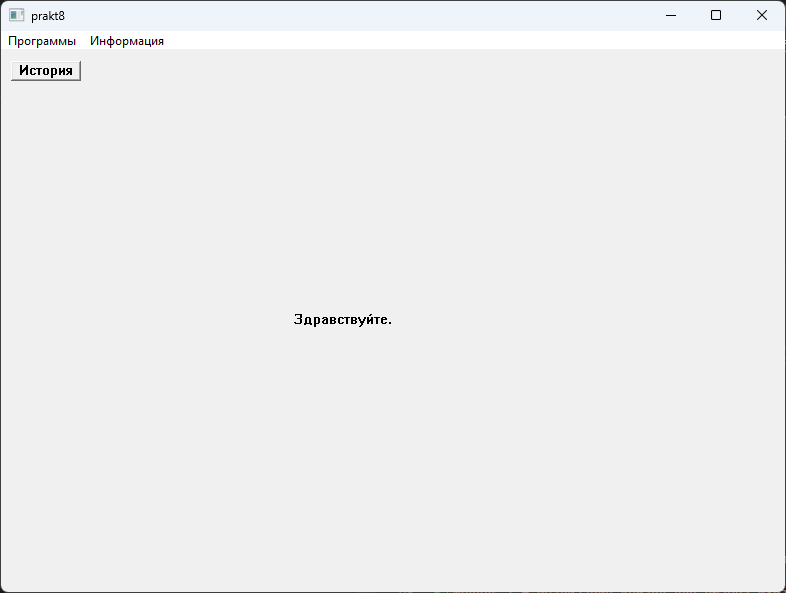 prakt8
Программы Информация
История
Здравствуйте.